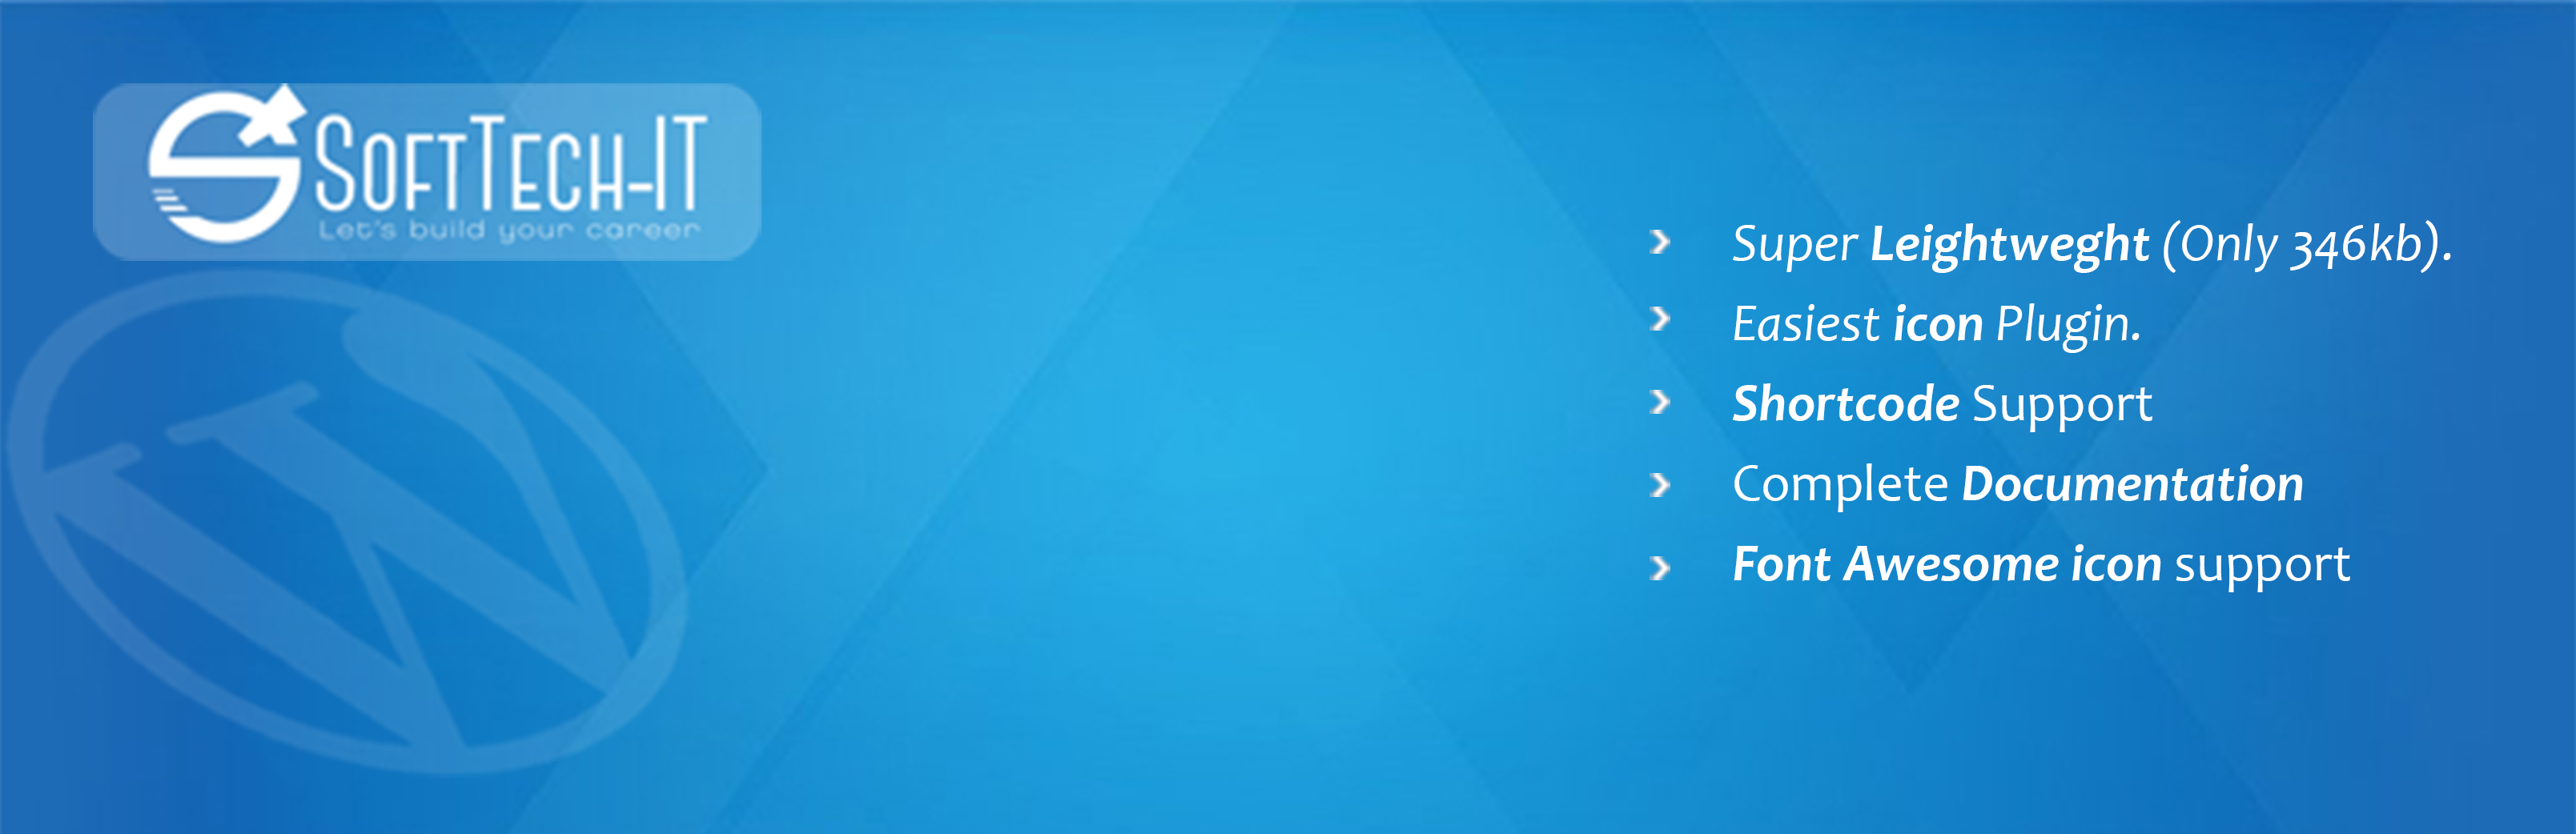 SOFTTECH-IT
Let's build your career
Super Leightweght (Only 346kb).
Easiest icon Plugin.
Shortcode Support
Complete Documentation
Font Awesome icon support